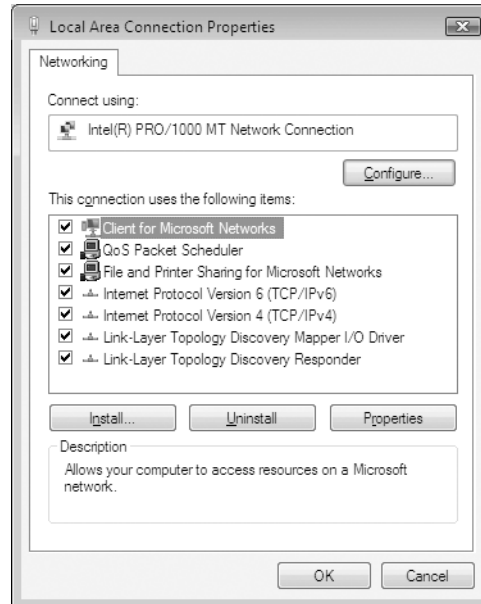 Local Area Connection Properties
Networking
Connect using:
Intel(R) PRO/1000 MT Network Connection
Configure...
This connection uses the following items:
Client for Microsoft Networks
QoS Packet Scheduler
File and Printer Sharing for Microsoft Networks
Internet Protocol Version 6 (TCP/IPv6)
Internet Protocol Version 4 (TCP/IPv4)
Link-Layer Topology Discovery Mapper I/O Driver
Link-Layer Topology Discovery Responder
Install... Uninstall Properties
Description
Allows your computer to access resources on a Microsoft
network.
OK Cancel